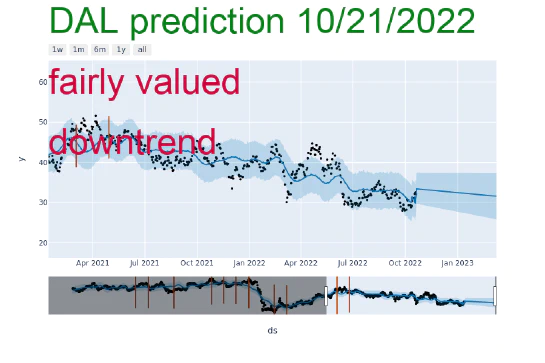 DAL prediction 10/21/2022
1w 1m 6m 1y all
fairly valued
downtrend
60
50
40
30
20
y
Apr 2021 Jul 2021 Oct 2021 Jan 2022 Apr 2022 Jul 2022 Oct 2022 Jan 2023
ds